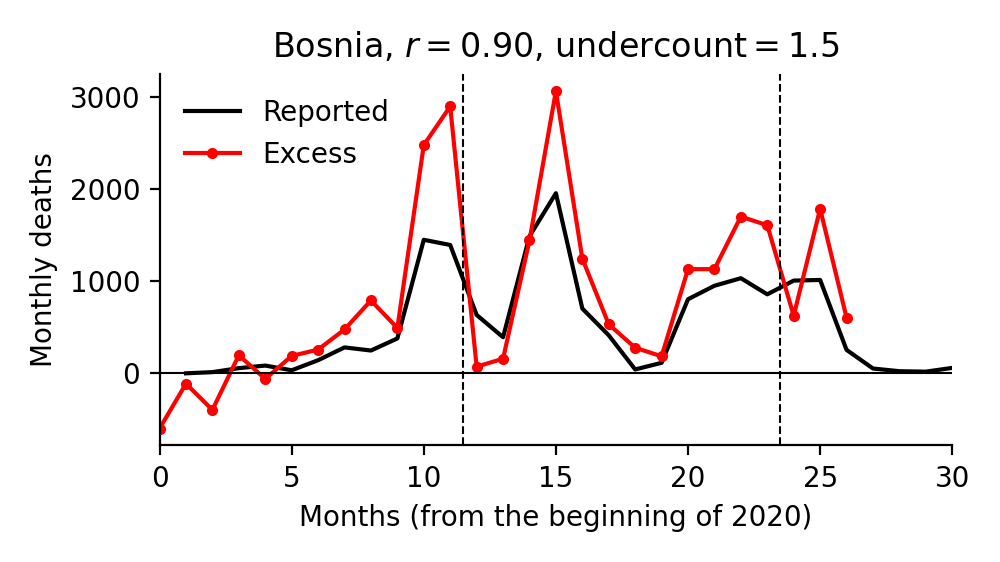 Bosnia, r = 0.90, undercount = 1.5
Reported
Excess
Monthly deaths
3000
2000
1000
0
0 5 10 15 20 25 30
Months (from the beginning of 2020)